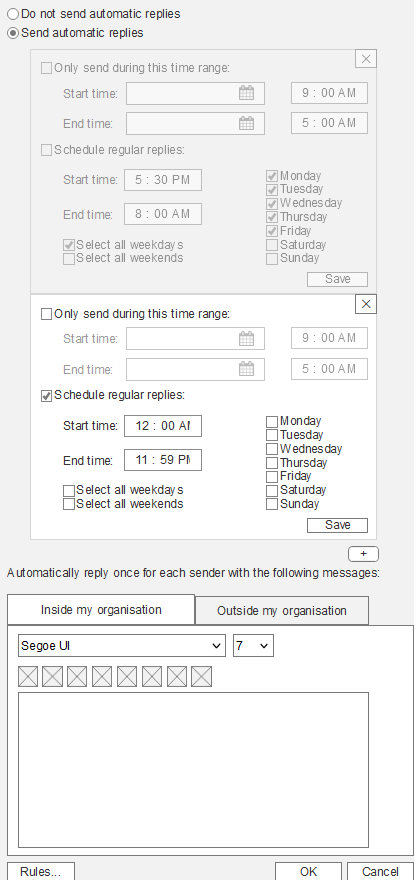 Do not send automatic replies
Send automatic replies
Only send during this time range:
Start time: 9 : 00 AM
End time: 5 : 00 AM
Schedule regular replies:
Start time: 5 : 30 PM
End time: 8 : 00 AM
Monday
Tuesday
Wednesday
Thursday
Friday
Saturday
Sunday
Select all weekdays
Select all weekends
Save
Only send during this time range:
Start time: 9 : 00 AM
End time: 5 : 00 AM
Schedule regular replies:
Start time: 12 : 00 AM
End time: 11 : 59 PM
Monday
Tuesday
Wednesday
Thursday
Friday
Saturday
Sunday
Select all weekdays
Select all weekends
Save
+
Automatically reply once for each sender with the following messages:
Inside my organisation
Outside my organisation
Segoe UI 7
Rules... OK Cancel